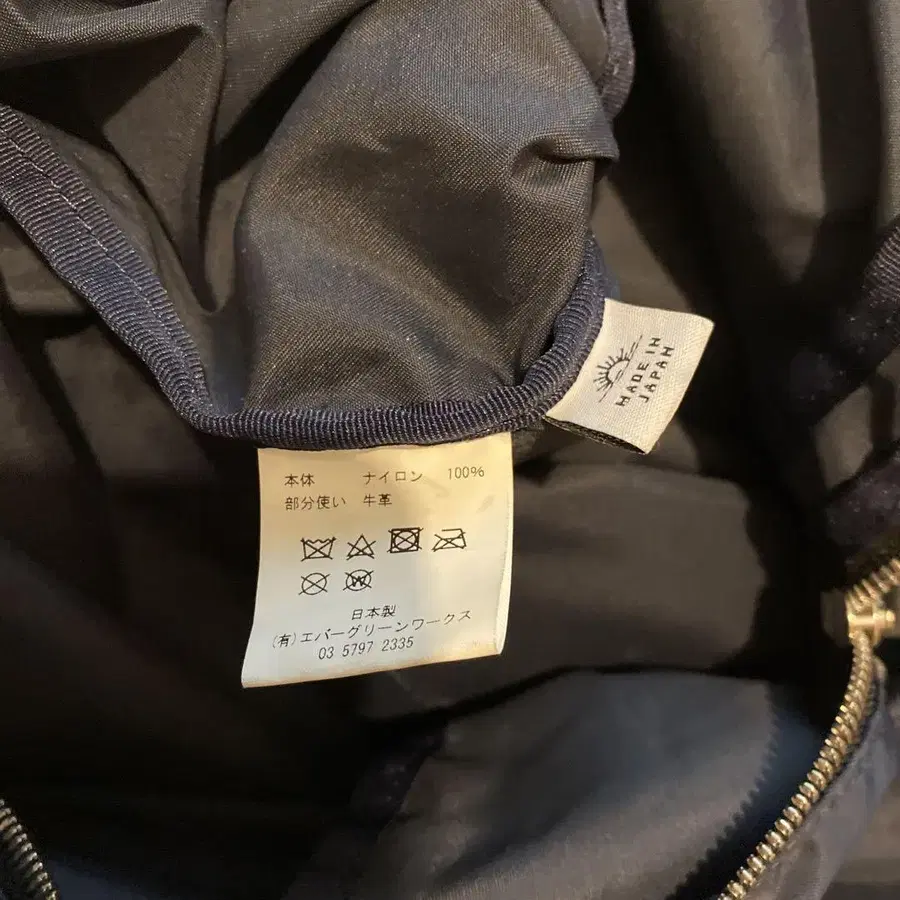 本体 ナイロン 100%
部分使い 牛革
W
日本製
(有)エバーグリーンワークス
03 5797 2335
MADE IN
JAPAN